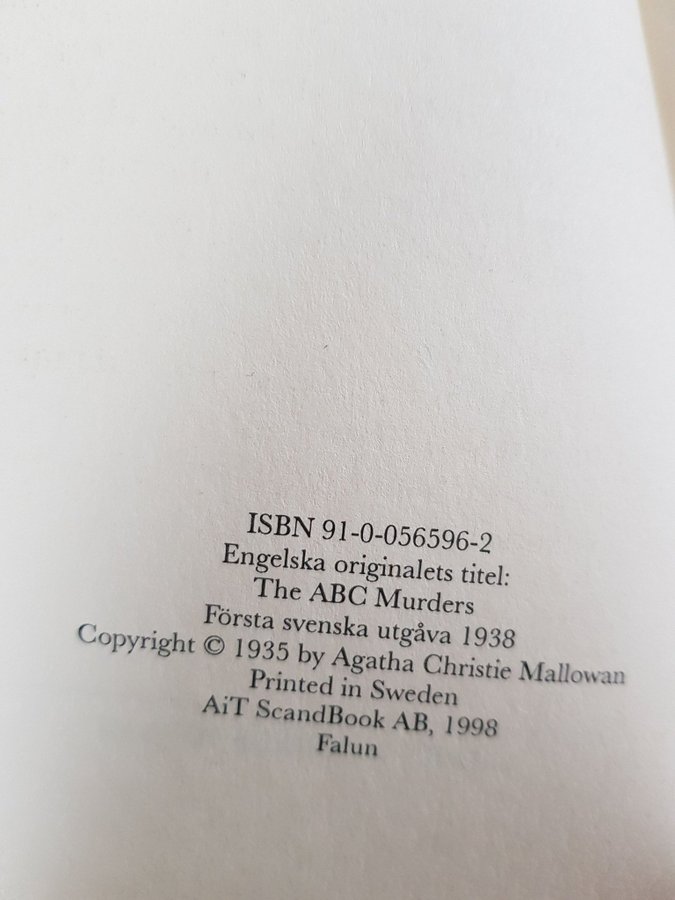 ISBN 91-0-056596-2
Engelska originalets titel:
The ABC Murders
Första svenska utgåva 1938
Copyright © 1935 by Agatha Christie Mallowan
Printed in Sweden
AiT ScandBook AB, 1998
Falun